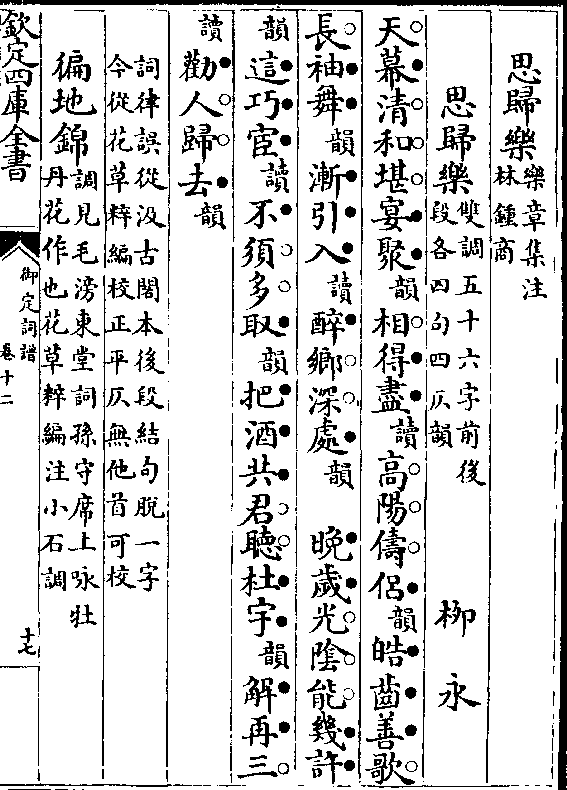 思歸樂樂章集注林鍾商
思歸樂雙調五十六字前後段各四句四仄韻 栁永
天幕清和堪宴聚韻相得盡讀高陽儔侶韻皓齒善歌
長袖舞韻漸引入讀醉鄉深處韻 晚歲光陰能幾許
韻這巧宦讀不須多取韻把酒共君聽杜宇韻解再三
讀勸人歸去韻
詞律誤從汲古閣本後段結句脫一字
今從花草粹編校正平仄無他首可校
徧地錦調見毛滂東堂詞孫守席上咏牡丹花作也花草粹編注小石調
欽定四庫全書
御定詞譜
卷十二
十七